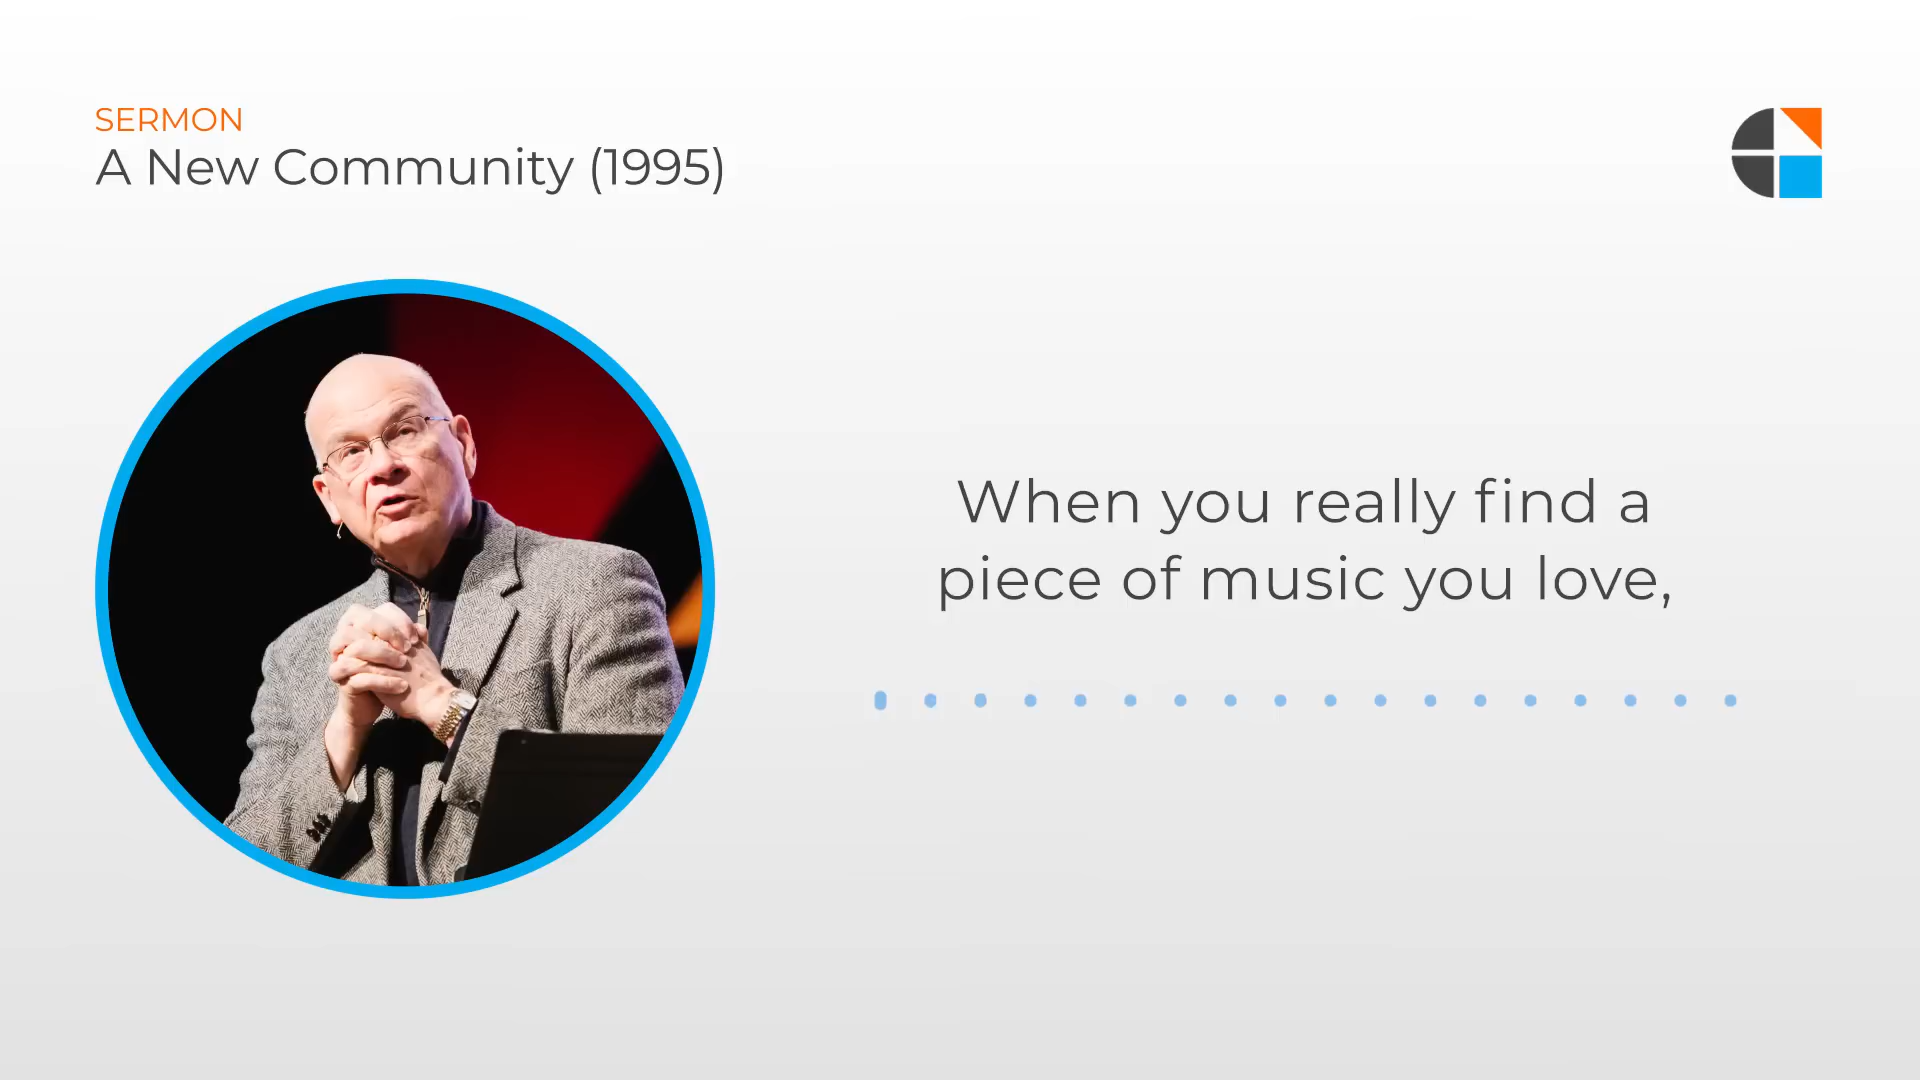 SERMON
A New Community (1995)
When you really find a
piece of music you love,